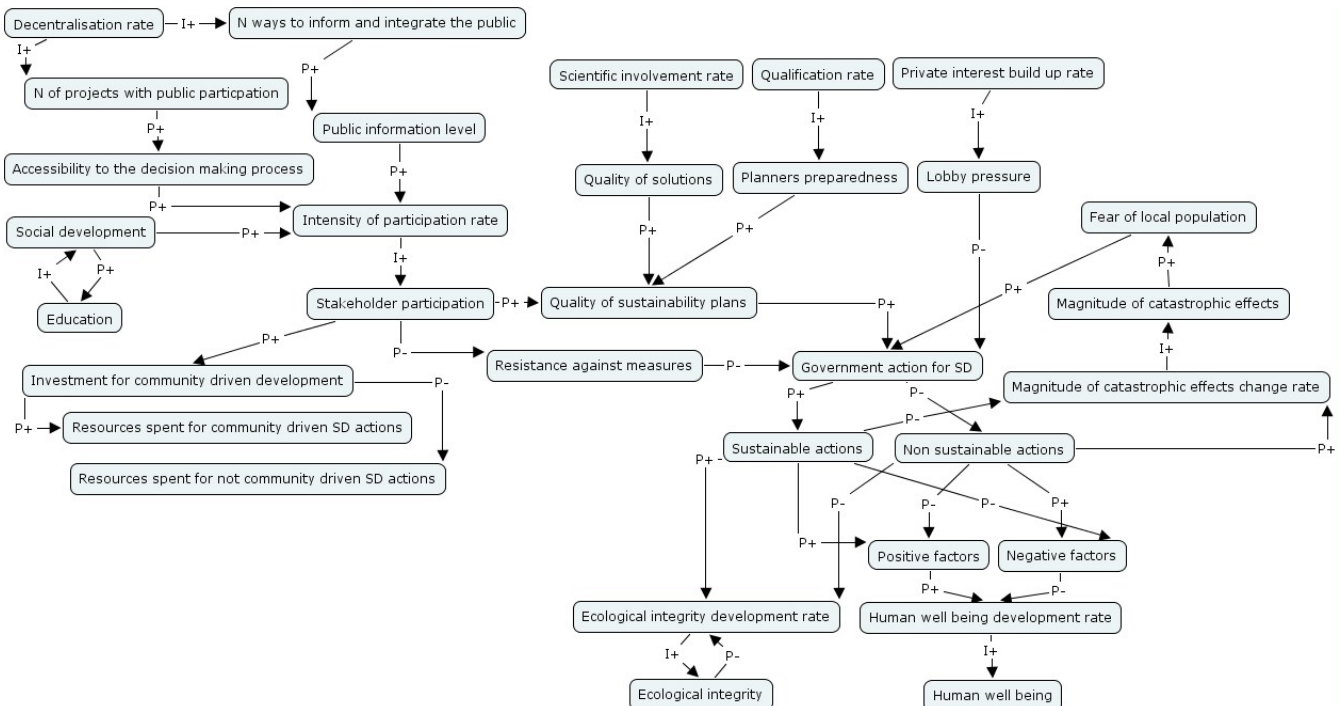 Decentralisation rate
I+
N ways to inform and integrate the public
I+
P+
N of projects with public particpation
Scientific involvement rate
Qualification rate
Private interest build up rate
P+
Public information level
I+
I+
I+
Accessibility to the decision making process
P+
Quality of solutions
Planners preparedness
Lobby pressure
P+
Intensity of participation rate
Social development
P+
P+
P+
P-
Fear of local population
I+
P+
I+
P+
P+
Education
Stakeholder participation
P+
Quality of sustainability plans
P+
Magnitude of catastrophic effects
P+
P-
Resistance against measures
P-
Government action for SD
I+
Investment for community driven development
P-
P+
P-
Magnitude of catastrophic effects change rate
P+
Resources spent for community driven SD actions
P-
Sustainable actions
Non sustainable actions
P+
P+
Resources spent for not community driven SD actions
P-
P-
P-
P+
P+
Positive factors
Negative factors
P+
P-
Ecological integrity development rate
Human well being development rate
I+
P-
I+
Ecological integrity
Human well being